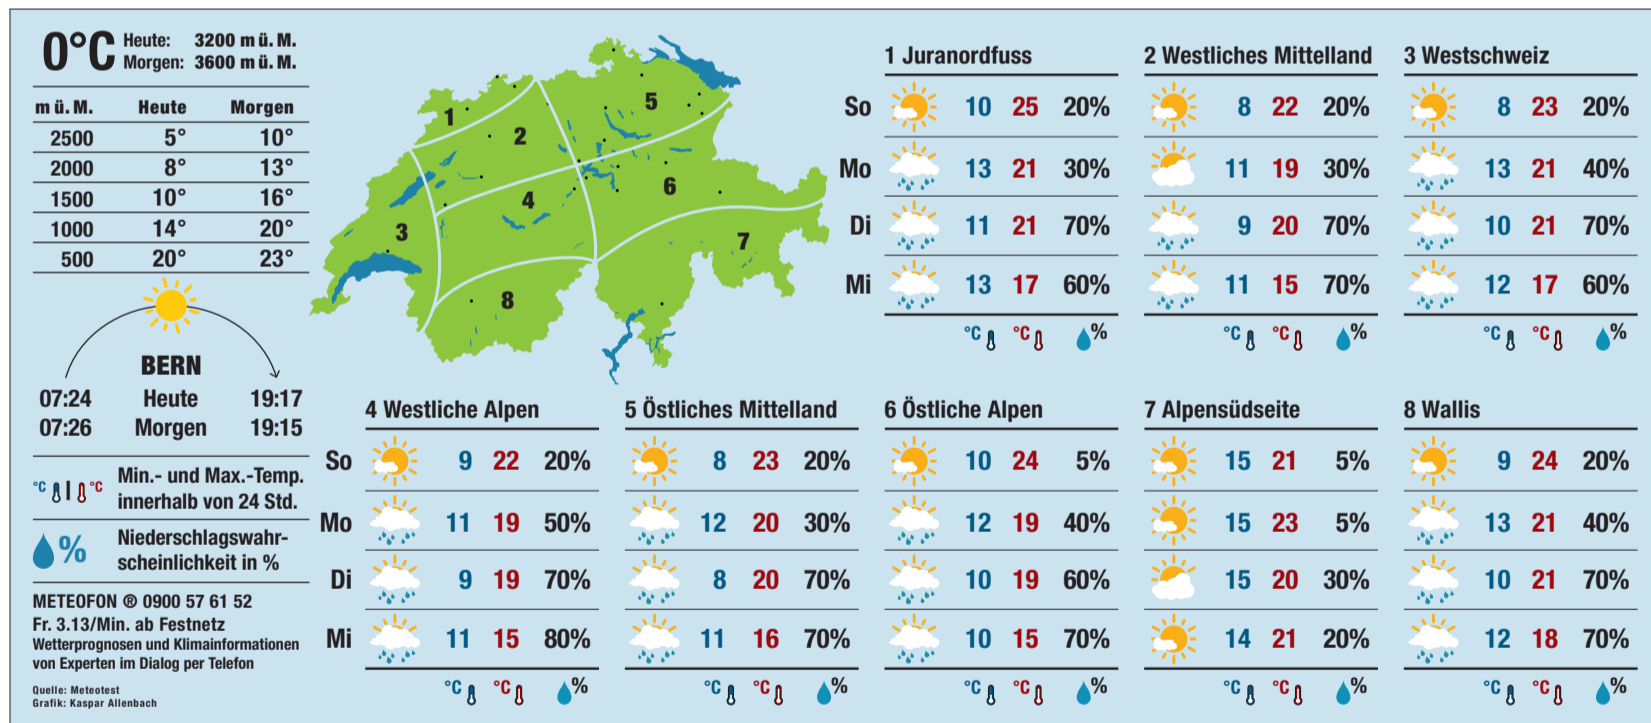 0°C
Heute: 3200 m ü. M.
Morgen: 3600 m ü. M.
m ü. M. Heute Morgen
2500 5° 10°
2000 8° 13°
1500 10° 16°
1000 14° 20°
500 20° 23°
BERN
07:24 Heute 19:17
07:26 Morgen 19:15
°C | °C Min.- und Max.-Temp.
innerhalb von 24 Std.
% Niederschlagswahr-
scheinlichkeit in %
METEOFON ® 0900 57 61 52
Fr. 3.13/Min. ab Festnetz
Wetterprognosen und Klimainformationen
von Experten im Dialog per Telefon
Quelle: Meteotest
Grafik: Kaspar Allenbach
1
2
3
4
5
6
7
8
1 Juranordfuss 2 Westliches Mittelland 3 Westschweiz
So 10 25 20% 8 22 20% 8 23 20%
Mo 13 21 30% 11 19 30% 13 21 40%
Di 11 21 70% 9 20 70% 10 21 70%
Mi 13 17 60% 11 15 70% 12 17 60%
°C °C % °C °C % °C °C %
4 Westliche Alpen 5 Östliches Mittelland 6 Östliche Alpen 7 Alpensüdseite 8 Wallis
So 9 22 20% 8 23 20% 10 24 5% 15 21 5% 9 24 20%
Mo 11 19 50% 12 20 30% 12 19 40% 15 23 5% 13 21 40%
Di 9 19 70% 8 20 70% 10 19 60% 15 20 30% 10 21 70%
Mi 11 15 80% 11 16 70% 10 15 70% 14 21 20% 12 18 70%
°C °C % °C °C % °C °C % °C °C % °C °C %